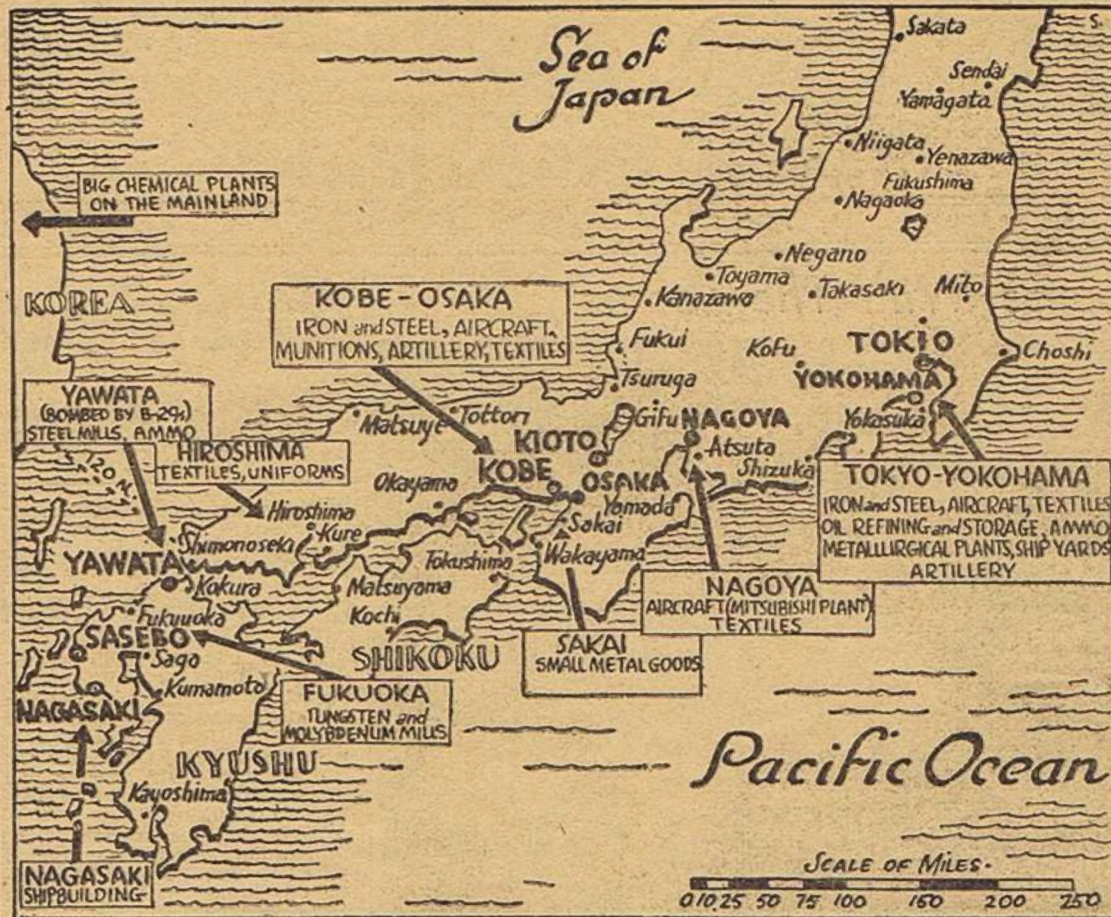 Sea of
Japan
Sakata
Sendai
Yamagata
Niigata
Yenazawa
Fukushima
Nagaoka
BIG CHEMICAL PLANTS
ON THE MAINLAND
KOREA
Negano
Toyama
Takasaki
Mito
Kanazawa
KOBE-OSAKA
IRON and STEEL, AIRCRAFT,
MUNITIONS, ARTILLERY, TEXTILES
Fukui
Kofu
TOKIO
Choshi
Tsuruga
YOKOHAMA
YAWATA
(BOMBED BY B-29s)
STEEL MILLS, AMMO
Matsuye
Tottori
Gifu
NAGOYA
Yokasuka
HIROSHIMA
TEXTILES, UNIFORMS
KIOTO
Atsuta
Shizuka
KOBE
OSAKA
TOKYO-YOKOHAMA
IRON and STEEL, AIRCRAFT, TEXTILES
OIL REFINING and STORAGE, AMMO
METALLURGICAL PLANTS, SHIP YARDS
ARTILLERY
Okayama
Yamada
Hiroshima
Sakai
Kure
Shimonoseki
Wakayama
YAWATA
Tokushima
Kokura
Matsuyama
NAGOYA
AIRCRAFT (MITSUBISHI PLANT)
TEXTILES
Fukuuoka
Kochi
SASEBO
SHIKOKU
SAKAI
SMALL METAL GOODS
Saga
Kumamoto
FUKUOKA
TUNGSTEN and
MOLYBDENUM MILLS
NAGASAKI
KYUSHU
Pacific Ocean
Kayoshima
NAGASAKI
SHIPBUILDING
SCALE OF MILES.
0 10 25 50 75 100 150 200 250